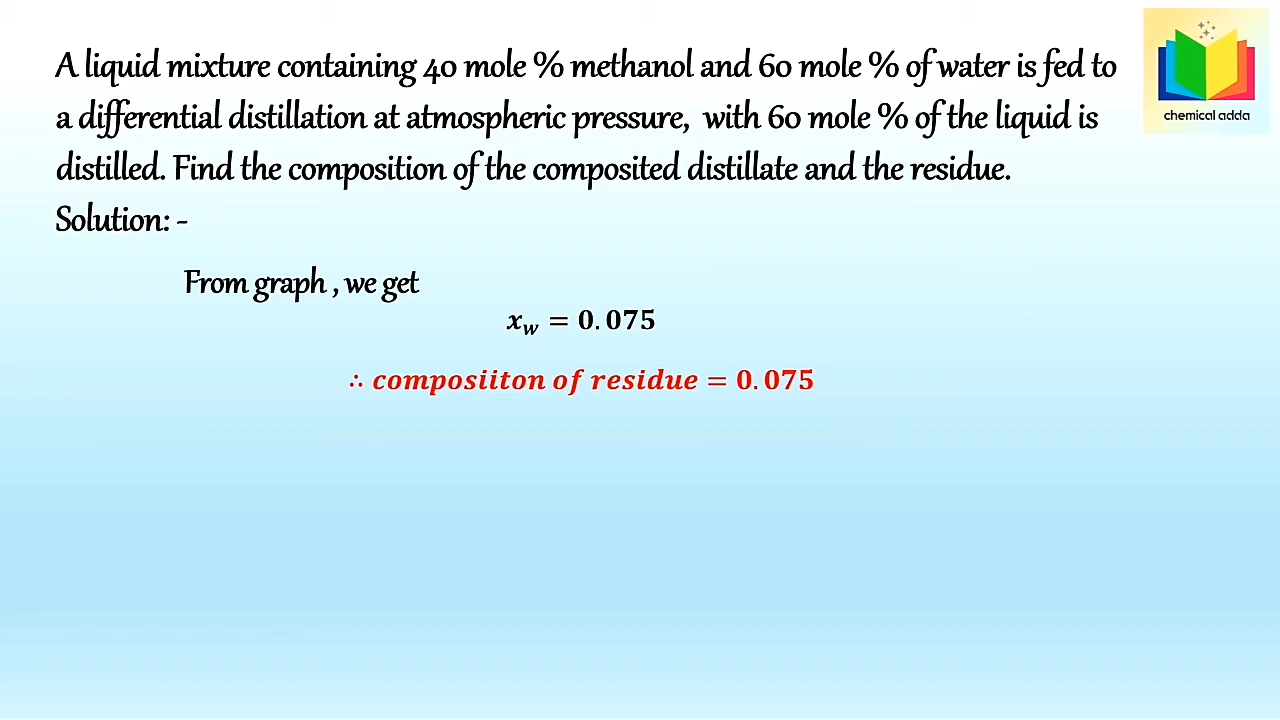 A liquid mixture containing 40 mole % methanol and 60 mole % of water is fed to
a differential distillation at atmospheric pressure, with 60 mole % of the liquid is
distilled. Find the composition of the composited distillate and the residue.
Solution: -
From graph , we get
x_w = 0.075
∴ composiiton of residue = 0.075
chemical adda